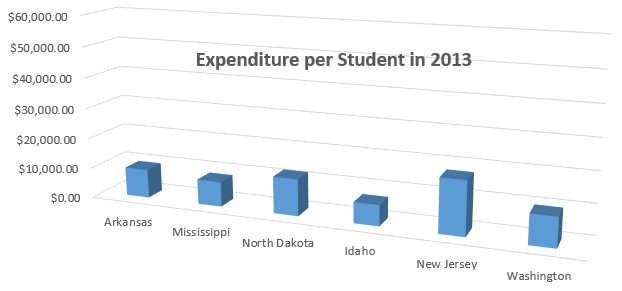 Expenditure per Student in 2013
$60,000.00
$50,000.00
$40,000.00
$30,000.00
$20,000.00
$10,000.00
$0.00
Arkansas
Mississippi
North Dakota
Idaho
New Jersey
Washington